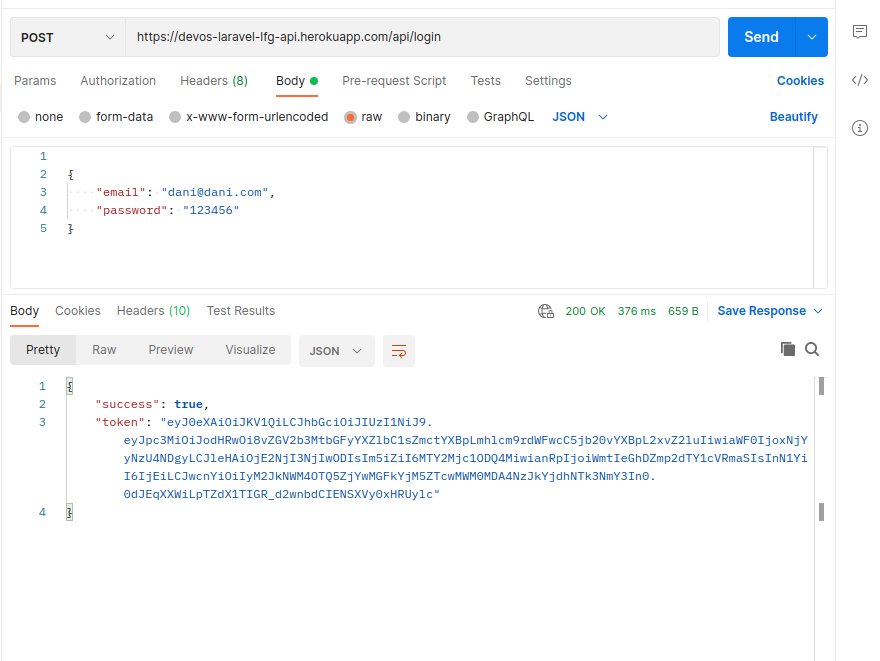 POST https://devos-laravel-lfg-api.herokuapp.com/api/login Send
Params Authorization Headers (8) Body Pre-request Script Tests Settings Cookies
none form-data x-www-form-urlencoded raw binary GraphQL JSON Beautify
1
2 {
3 "email": "dani@dani.com",
4 "password": "123456"
5 }
Body Cookies Headers (10) Test Results 200 OK 376 ms 659 B Save Response
Pretty Raw Preview Visualize JSON
1 {
2 "success": true,
3 "token": "eyJ0eXAiOiJKV1QiLCJhbGciOiJIUzI1NiJ9.
eyJpc3MiOiJodHRwOi8vZGV2b3MtbGFyYXZlbC1sZmctYXBpLmhlcm9rdWFwcC5jb20vYXBpL2xvZ2luIiwiaWF0IjoxNjY
yNzU4NDgyLCJleHAiOjE2NjI3NjIwODIsIm5iZiI6MTY2Mjc1ODQ4MiwianRpIjoiWmtIeGhDZmp2dTY1cVRmaSIsInN1Yi
I6IjEiLCJwcnYiOiIyM2JkNWM4OTQ5ZjYwMGFkYjM5ZTcwMWM0MDA4NzJkYjdhNTk3NmY3In0.
0dJEqXXWiLpTZdX1TIGR_d2wnbdCIENSXVy0xHRUylc"
4 }